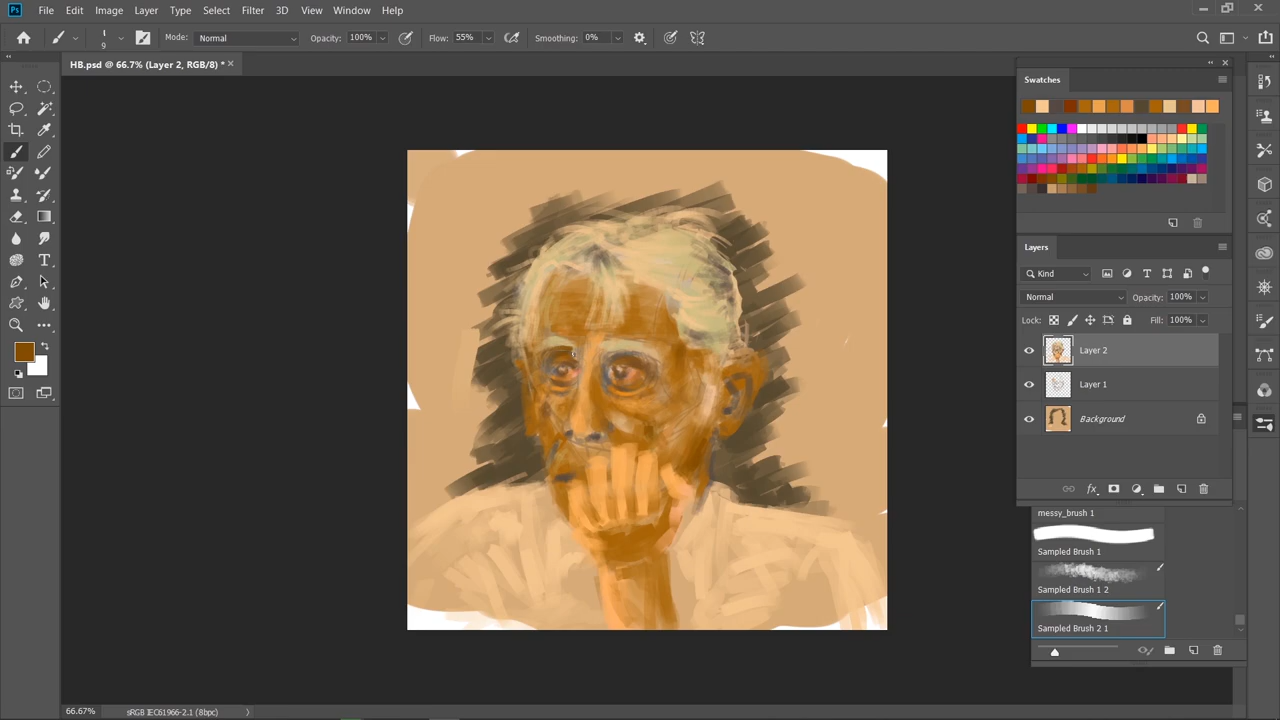 Ps File Edit Image Layer Type Select Filter 3D View Window Help
9 Mode: Normal Opacity: 100% Flow: 55% Smoothing: 0%
HB.psd @ 66.7% (Layer 2, RGB/8) *
Swatches
Layers
Kind
Normal Opacity: 100%
Lock: Fill: 100%
Layer 2
Layer 1
Background
fx
messy_brush 1
Sampled Brush 1
Sampled Brush 1 2
Sampled Brush 2 1
66.67% sRGB IEC61966-2.1 (8bpc)